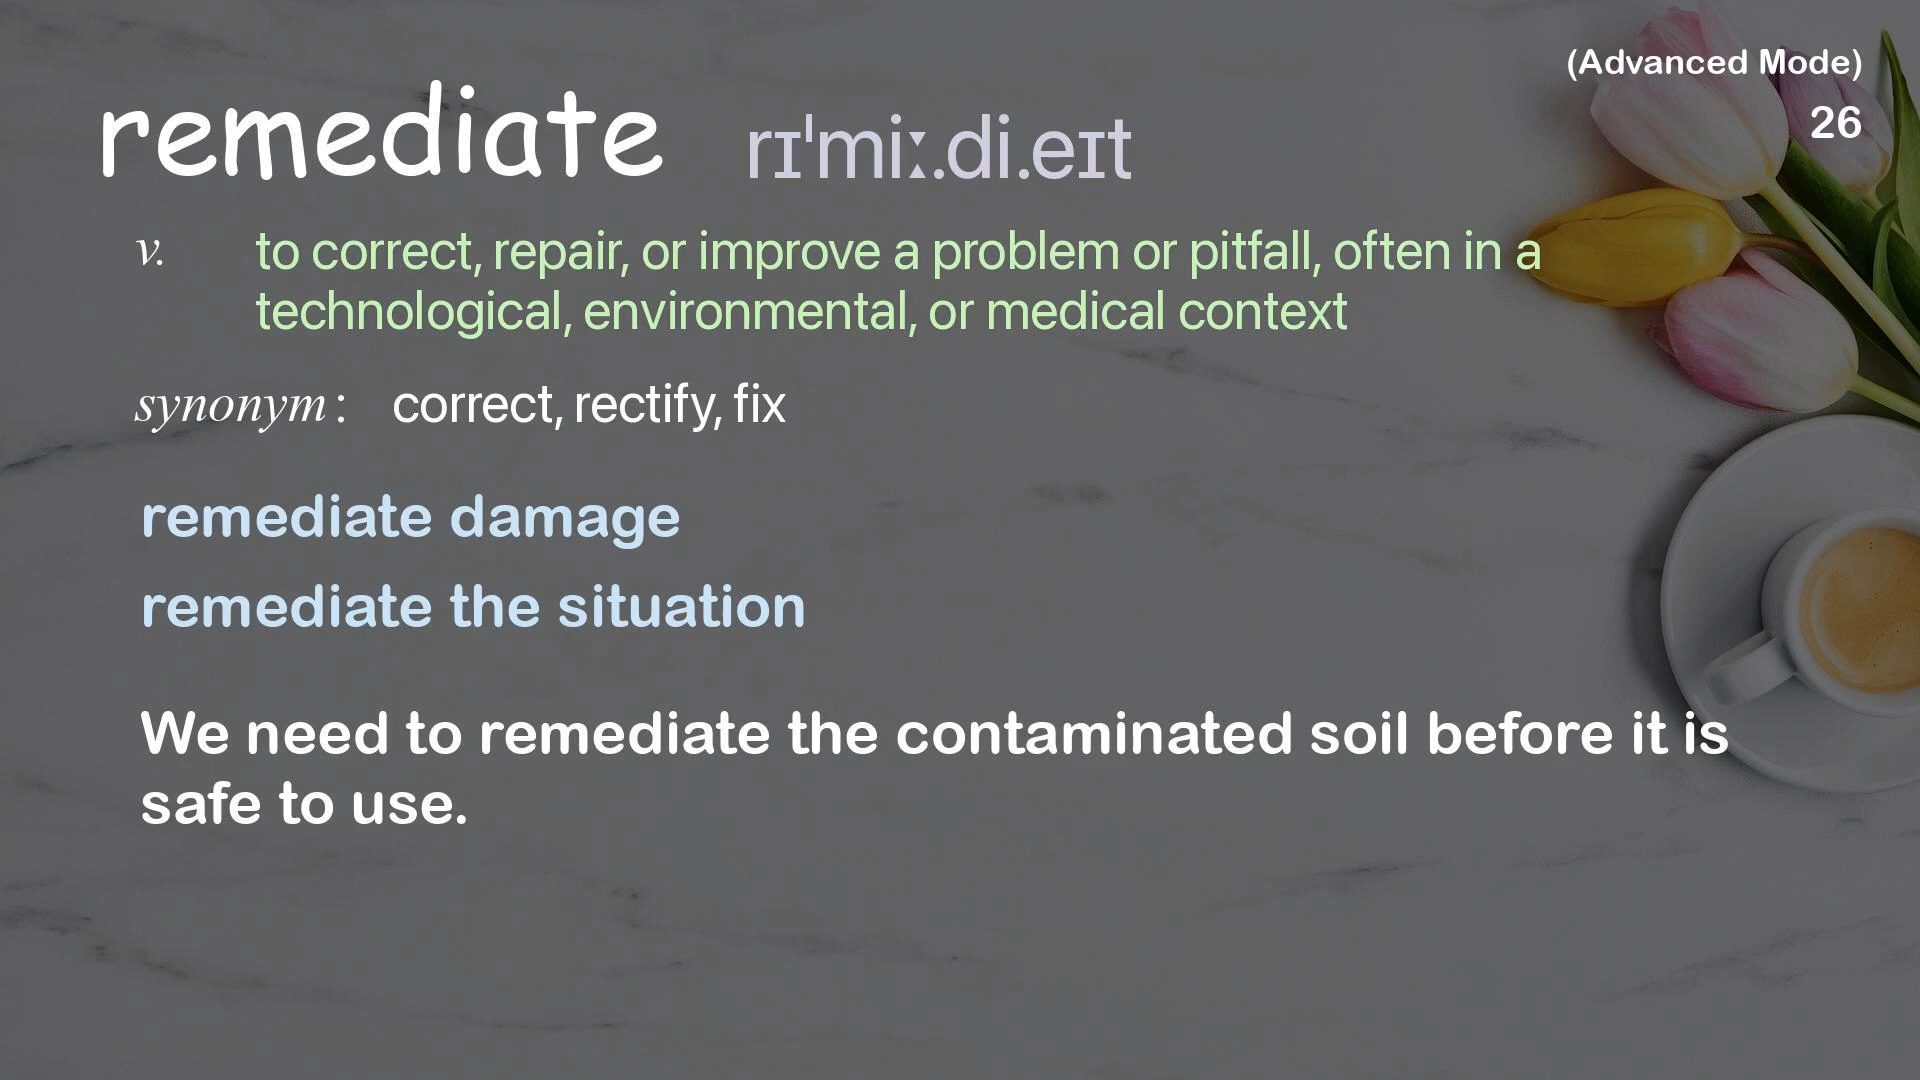 (Advanced Mode)
remediate rɪˈmiː.di.eɪt
26
v. to correct, repair, or improve a problem or pitfall, often in a
technological, environmental, or medical context
synonym: correct, rectify, fix
remediate damage
remediate the situation
We need to remediate the contaminated soil before it is
safe to use.